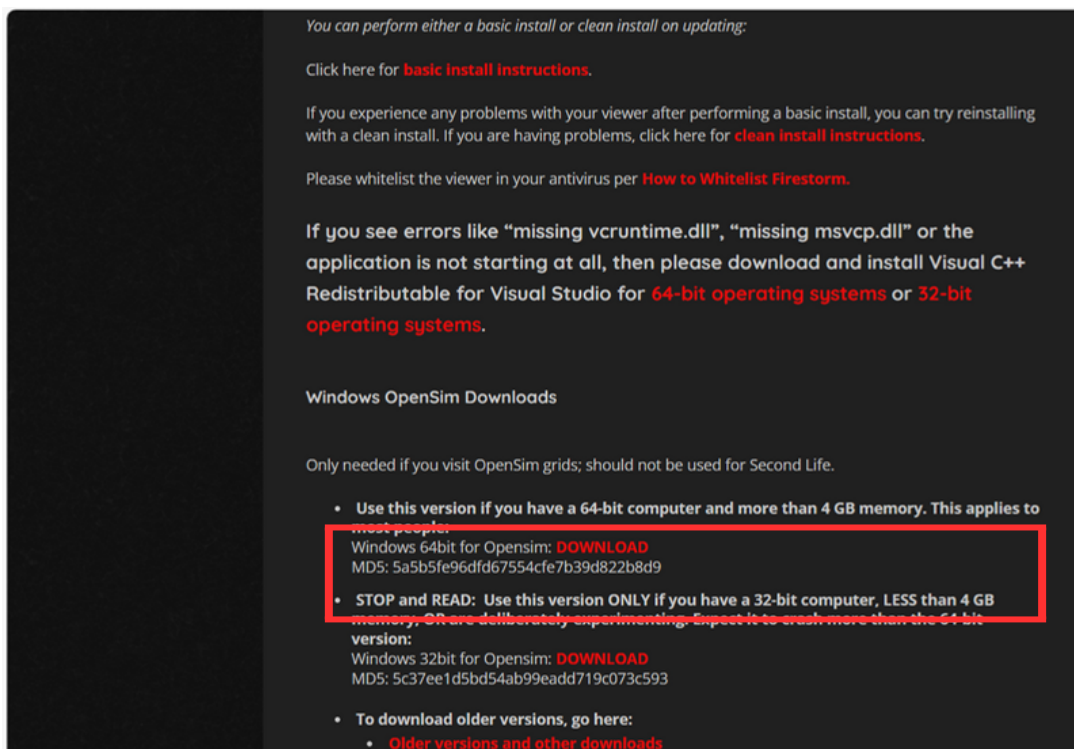 You can perform either a basic install or clean install on updating:
Click here for basic install instructions.
If you experience any problems with your viewer after performing a basic install, you can try reinstalling
with a clean install. If you are having problems, click here for clean install instructions.
Please whitelist the viewer in your antivirus per How to Whitelist Firestorm.
If you see errors like “missing vcruntime.dll”, “missing msvcp.dll” or the
application is not starting at all, then please download and install Visual C++
Redistributable for Visual Studio for 64-bit operating systems or 32-bit
operating systems.
Windows OpenSim Downloads
Only needed if you visit OpenSim grids; should not be used for Second Life.
• Use this version if you have a 64-bit computer and more than 4 GB memory. This applies to
most people:
Windows 64bit for Opensim: DOWNLOAD
MD5: 5a5b5fe96dfd67554cfe7b39d822b8d9
• STOP and READ: Use this version ONLY if you have a 32-bit computer, LESS than 4 GB
memory, OR are deliberately experimenting. Expect it to crash more than the 64-bit
version:
Windows 32bit for Opensim: DOWNLOAD
MD5: 5c37ee1d5bd54ab99eadd719c073c593
• To download older versions, go here:
• Older versions and other downloads